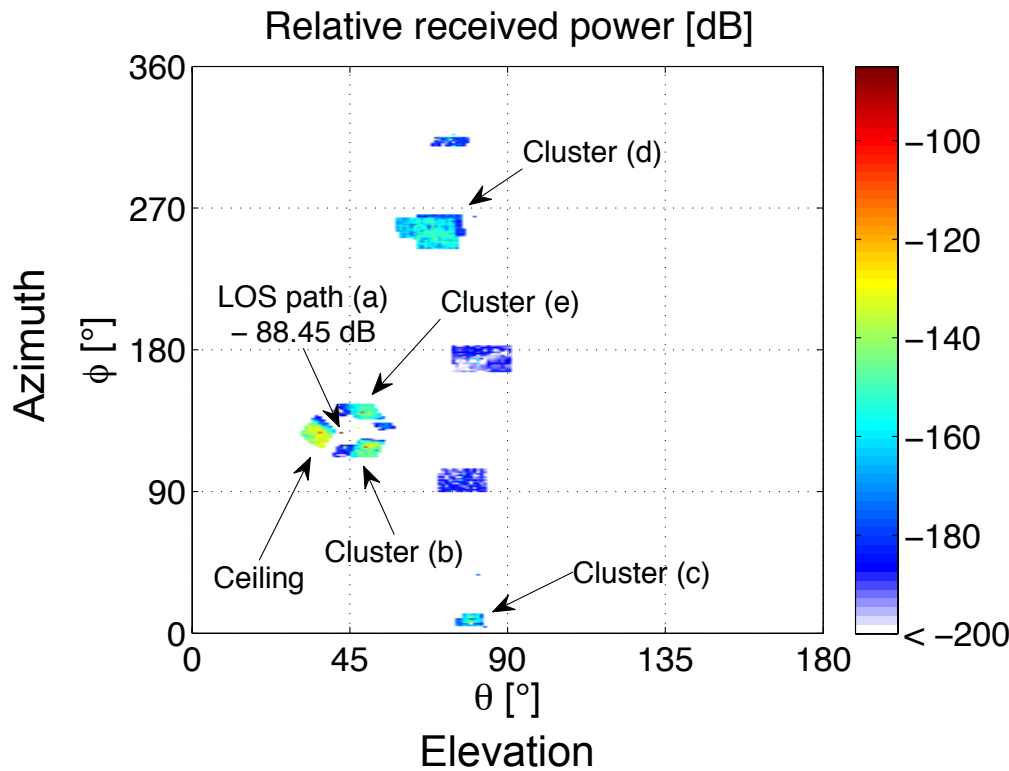 Relative received power [dB]
360
270
180
90
0
0
45
90
135
180
Azimuth
ϕ [°]
θ [°]
Elevation
Cluster (d)
LOS path (a)
– 88.45 dB
Cluster (e)
Cluster (b)
Ceiling
Cluster (c)
−100
−120
−140
−160
−180
< −200